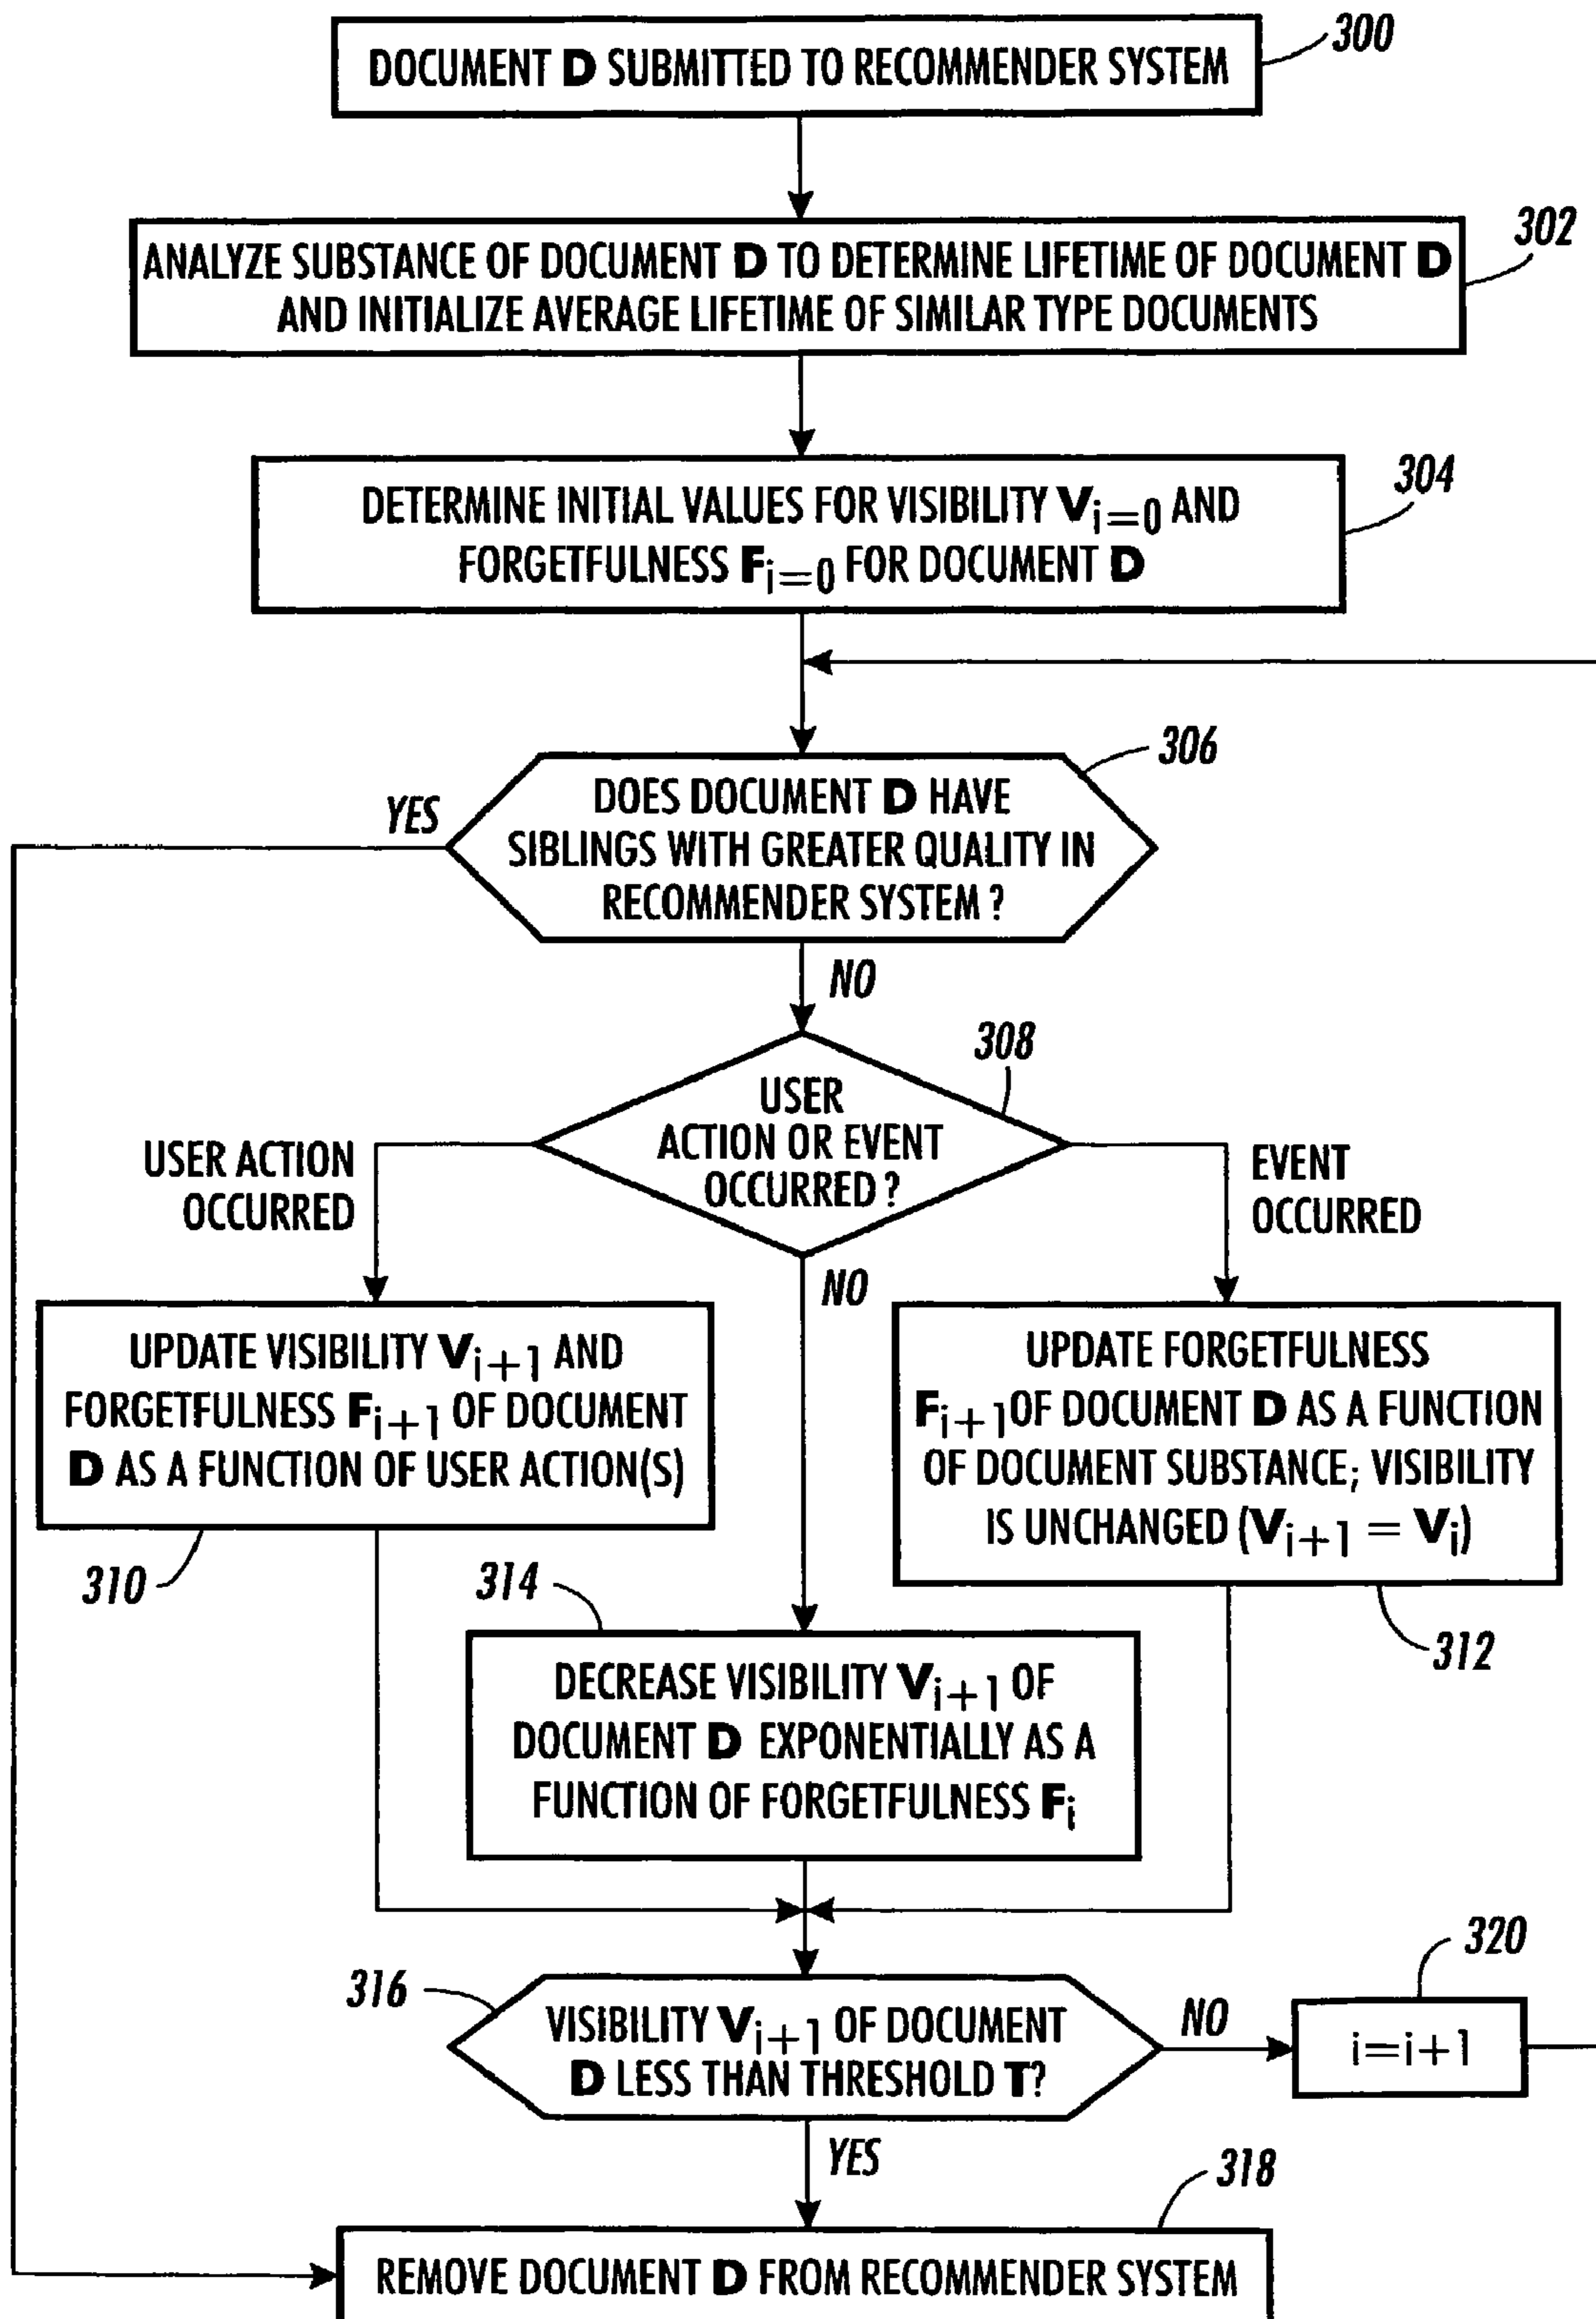 300
DOCUMENT D SUBMITTED TO RECOMMENDER SYSTEM
302
ANALYZE SUBSTANCE OF DOCUMENT D TO DETERMINE LIFETIME OF DOCUMENT D
AND INITIALIZE AVERAGE LIFETIME OF SIMILAR TYPE DOCUMENTS
304
DETERMINE INITIAL VALUES FOR VISIBILITY Vi=0 AND
FORGETFULNESS Fi=0 FOR DOCUMENT D
306
YES
DOES DOCUMENT D HAVE
SIBLINGS WITH GREATER QUALITY IN
RECOMMENDER SYSTEM ?
NO
308
USER
ACTION OR EVENT
OCCURRED ?
USER ACTION
OCCURRED
EVENT
OCCURRED
NO
UPDATE VISIBILITY Vi+1 AND
FORGETFULNESS Fi+1 OF DOCUMENT
D AS A FUNCTION OF USER ACTION(S)
310
UPDATE FORGETFULNESS
Fi+1 OF DOCUMENT D AS A FUNCTION
OF DOCUMENT SUBSTANCE; VISIBILITY
IS UNCHANGED (Vi+1 = Vi)
312
314
DECREASE VISIBILITY Vi+1 OF
DOCUMENT D EXPONENTIALLY AS A
FUNCTION OF FORGETFULNESS Fi
316
VISIBILITY Vi+1 OF DOCUMENT
D LESS THAN THRESHOLD T?
NO
320
i=i+1
YES
318
REMOVE DOCUMENT D FROM RECOMMENDER SYSTEM